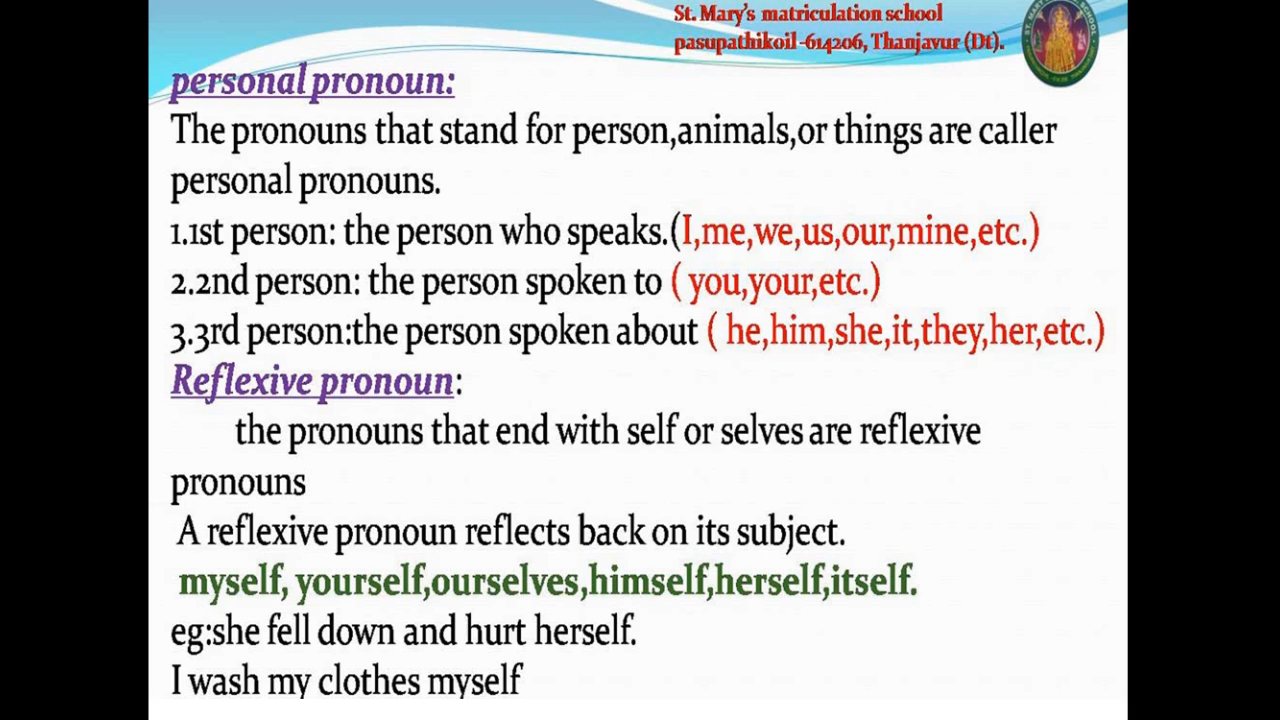 St. Mary's matriculation school
pasupathikoil -614206, Thanjavur (Dt).
personal pronoun:
The pronouns that stand for person,animals,or things are caller
personal pronouns.
1.1st person: the person who speaks.(I,me,we,us,our,mine,etc.)
2.2nd person: the person spoken to ( you,your,etc.)
3.3rd person:the person spoken about ( he,him,she,it,they,her,etc.)
Reflexive pronoun:
the pronouns that end with self or selves are reflexive
pronouns
A reflexive pronoun reflects back on its subject.
myself, yourself,ourselves,himself,herself,itself.
eg:she fell down and hurt herself.
I wash my clothes myself